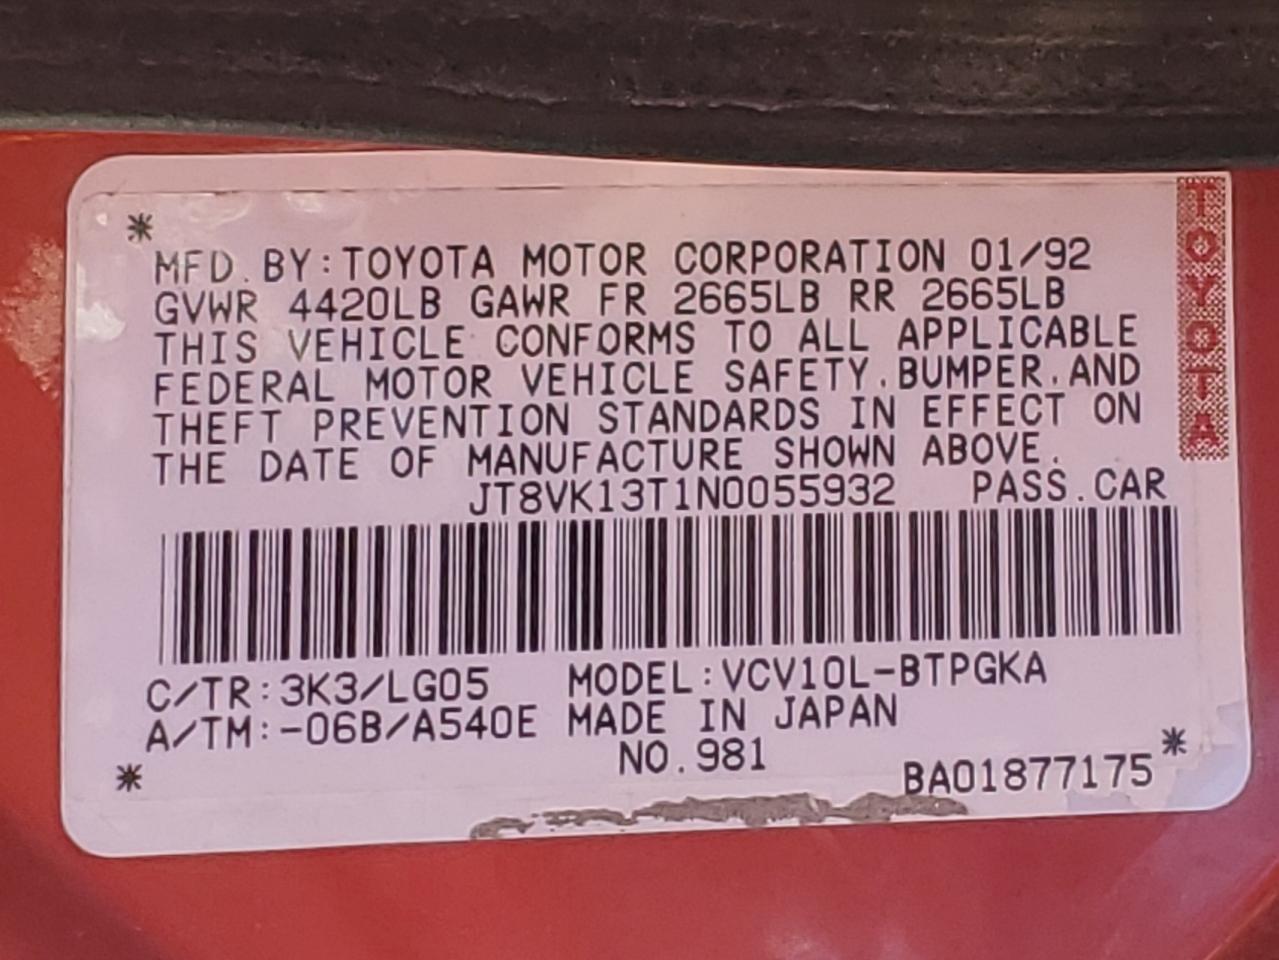 MFD.BY:TOYOTA MOTOR CORPORATION 01/92
GVWR 4420LB GAWR FR 2665LB RR 2665LB
THIS VEHICLE CONFORMS TO ALL APPLICABLE
FEDERAL MOTOR VEHICLE SAFETY.BUMPER.AND
THEFT PREVENTION STANDARDS IN EFFECT ON
THE DATE OF MANUFACTURE SHOWN ABOVE.
JT8VK13T1N0055932 PASS.CAR
C/TR:3K3/LG05 MODEL:VCV10L-BTPGKA
A/TM:-06B/A540E MADE IN JAPAN
NO.981
BA01877175
TOYOTA